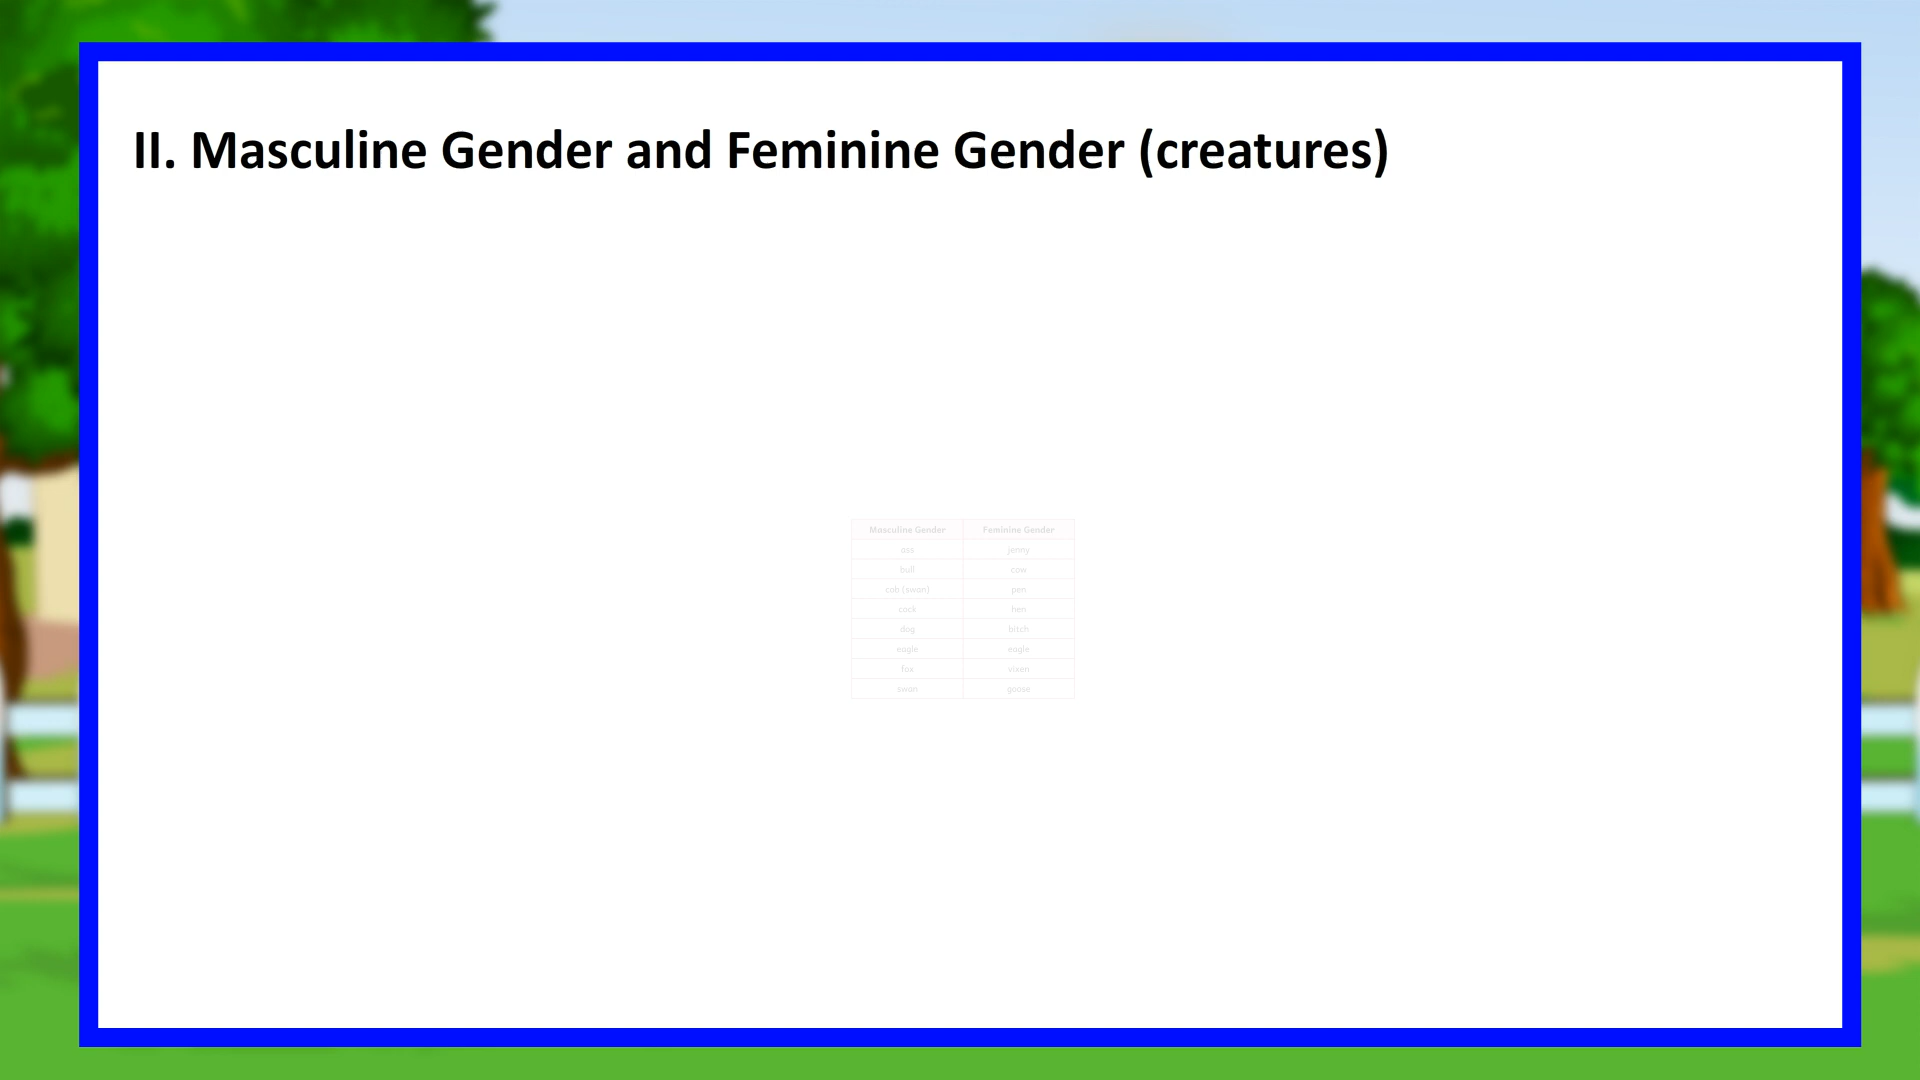 II. Masculine Gender and Feminine Gender (creatures)
Masculine Gender Feminine Gender
ass jenny
bull cow
cob (swan) pen
cock hen
dog bitch
eagle eagle
fox vixen
swan goose